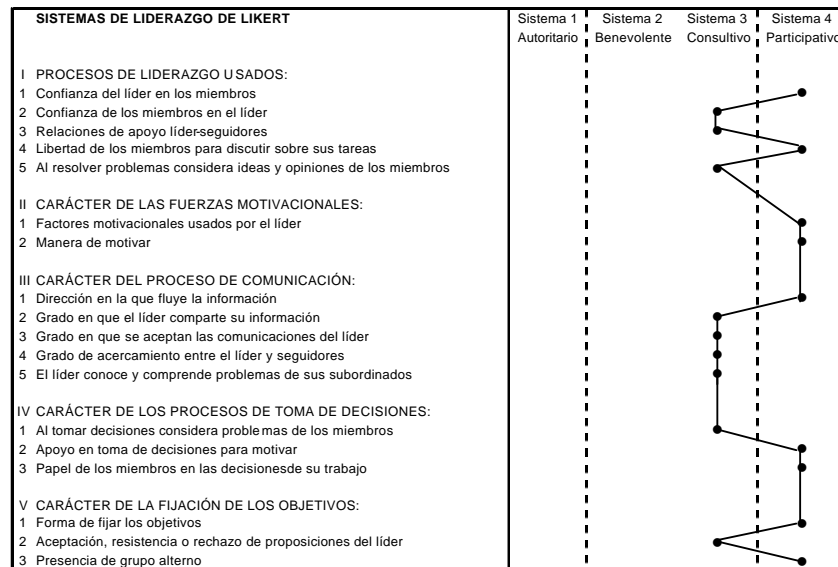 SISTEMAS DE LIDERAZGO DE LIKERT
Sistema 1 Sistema 2 Sistema 3 Sistema 4
Autoritario Benevolente Consultivo Participativo
I PROCESOS DE LIDERAZGO USADOS:
1 Confianza del líder en los miembros
2 Confianza de los miembros en el líder
3 Relaciones de apoyo líder-seguidores
4 Libertad de los miembros para discutir sobre sus tareas
5 Al resolver problemas considera ideas y opiniones de los miembros
II CARÁCTER DE LAS FUERZAS MOTIVACIONALES:
1 Factores motivacionales usados por el líder
2 Manera de motivar
III CARÁCTER DEL PROCESO DE COMUNICACIÓN:
1 Dirección en la que fluye la información
2 Grado en que el líder comparte su información
3 Grado en que se aceptan las comunicaciones del líder
4 Grado de acercamiento entre el líder y seguidores
5 El líder conoce y comprende problemas de sus subordinados
IV CARÁCTER DE LOS PROCESOS DE TOMA DE DECISIONES:
1 Al tomar decisiones considera problemas de los miembros
2 Apoyo en toma de decisiones para motivar
3 Papel de los miembros en las decisionesde su trabajo
V CARÁCTER DE LA FIJACIÓN DE LOS OBJETIVOS:
1 Forma de fijar los objetivos
2 Aceptación, resistencia o rechazo de proposiciones del líder
3 Presencia de grupo alterno